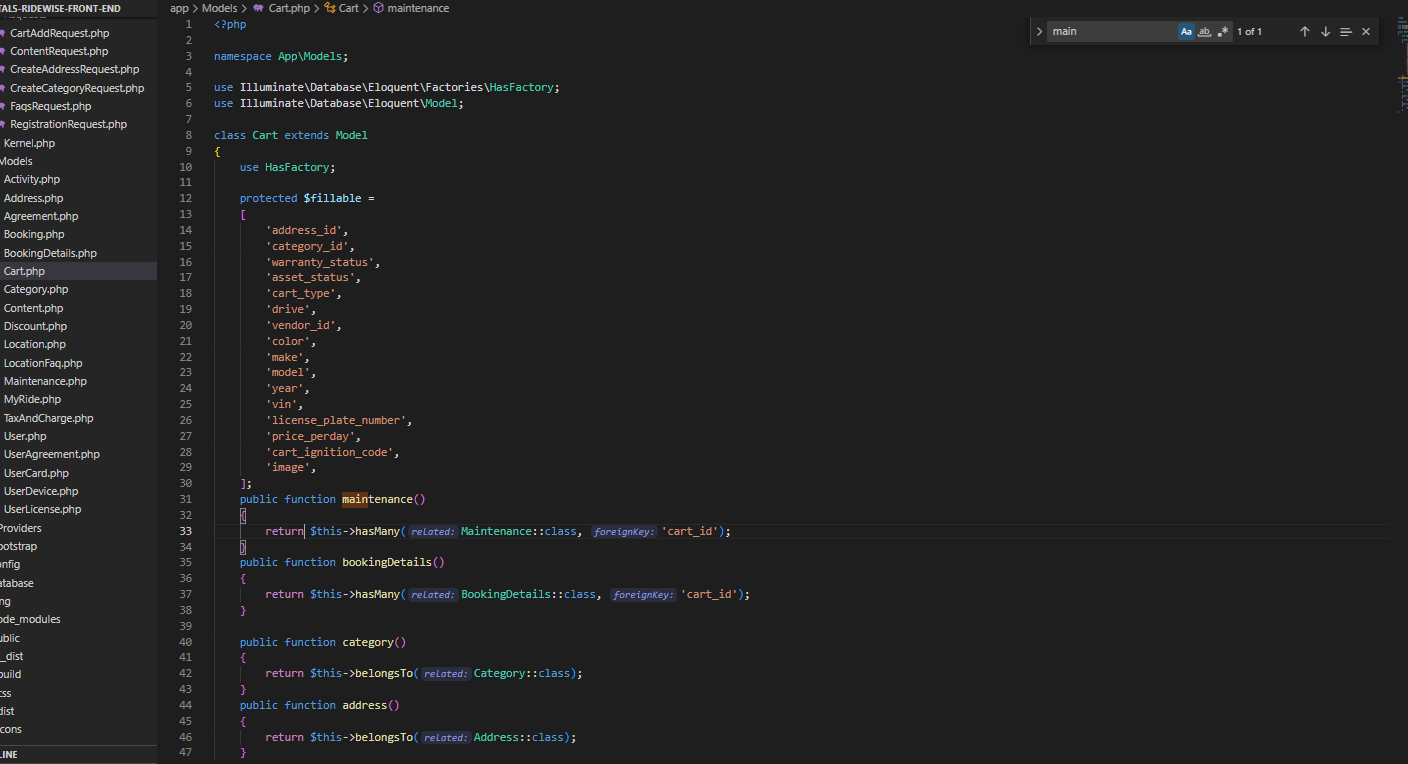 TALS-RIDEWISE-FRONT-END
CartAddRequest.php
ContentRequest.php
CreateAddressRequest.php
CreateCategoryRequest.php
FaqsRequest.php
RegistrationRequest.php
Kernel.php
Models
Activity.php
Address.php
Agreement.php
Booking.php
BookingDetails.php
Cart.php
Category.php
Content.php
Discount.php
Location.php
LocationFaq.php
Maintenance.php
MyRide.php
TaxAndCharge.php
User.php
UserAgreement.php
UserCard.php
UserDevice.php
UserLicense.php
Providers
ootstrap
onfig
atabase
ng
ode_modules
ublic
_dist
build
css
dist
cons
LINE
app > Models > Cart.php > Cart > maintenance
main Aa ab .* 1 of 1
1 <?php
2
3 namespace App\Models;
4
5 use Illuminate\Database\Eloquent\Factories\HasFactory;
6 use Illuminate\Database\Eloquent\Model;
7
8 class Cart extends Model
9 {
10 use HasFactory;
11
12 protected $fillable =
13 [
14 'address_id',
15 'category_id',
16 'warranty_status',
17 'asset_status',
18 'cart_type',
19 'drive',
20 'vendor_id',
21 'color',
22 'make',
23 'model',
24 'year',
25 'vin',
26 'license_plate_number',
27 'price_perday',
28 'cart_ignition_code',
29 'image',
30 ];
31 public function maintenance()
32 {
33 return $this->hasMany(related: Maintenance::class, foreignKey: 'cart_id');
34 }
35 public function bookingDetails()
36 {
37 return $this->hasMany(related: BookingDetails::class, foreignKey: 'cart_id');
38 }
39
40 public function category()
41 {
42 return $this->belongsTo(related: Category::class);
43 }
44 public function address()
45 {
46 return $this->belongsTo(related: Address::class);
47 }